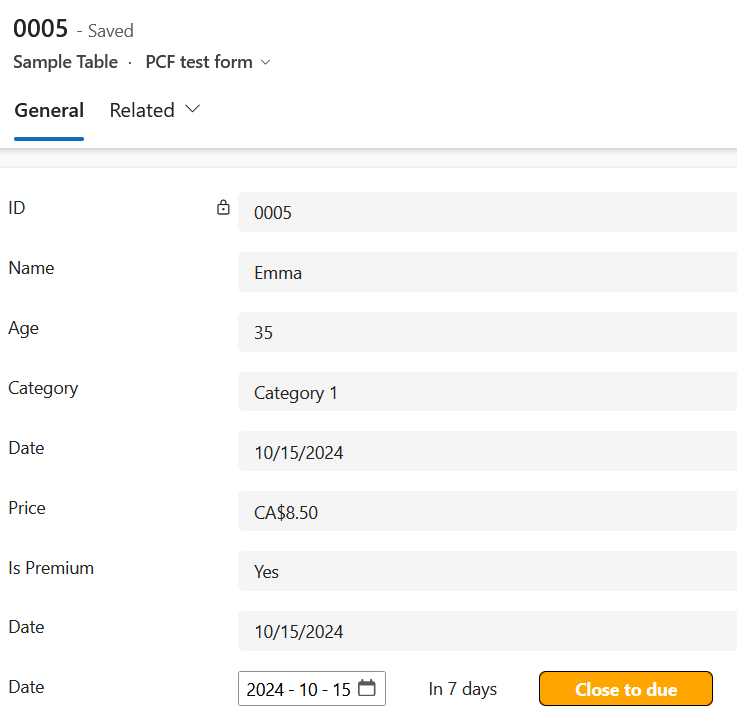 0005 - Saved
Sample Table · PCF test form
General Related
ID 0005
Name Emma
Age 35
Category Category 1
Date 10/15/2024
Price CA$8.50
Is Premium Yes
Date 10/15/2024
Date 2024 - 10 - 15 In 7 days Close to due